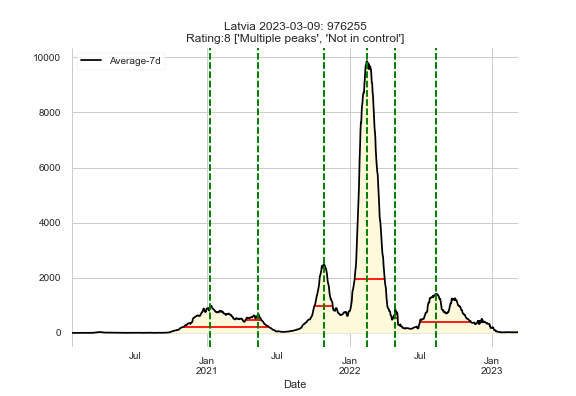 Latvia 2023-03-09: 976255
Rating:8 ['Multiple peaks', 'Not in control']
Average-7d
10000
8000
6000
4000
2000
0
Jul
Jan
2021
Jul
Jan
2022
Jul
Jan
2023
Date